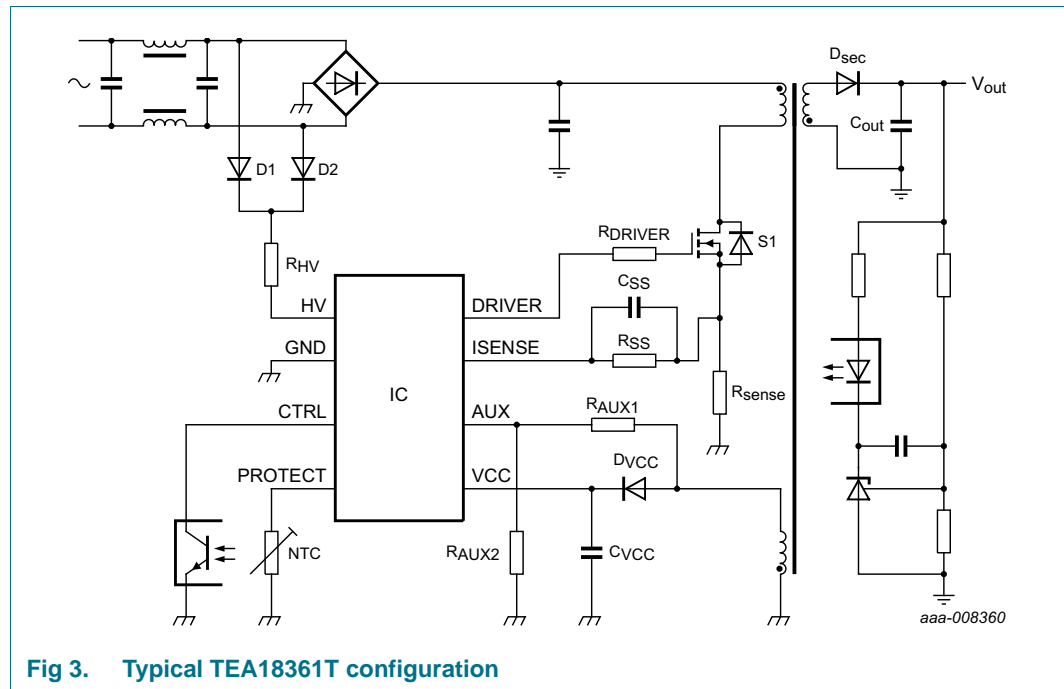 Dsec
Vout
Cout
D1
D2
RDRIVER
S1
RHV
CSS
HV
DRIVER
RSS
GND
ISENSE
Rsense
IC
RAUX1
CTRL
AUX
DVCC
PROTECT
VCC
NTC
RAUX2
CVCC
aaa-008360
Fig 3. Typical TEA18361T configuration